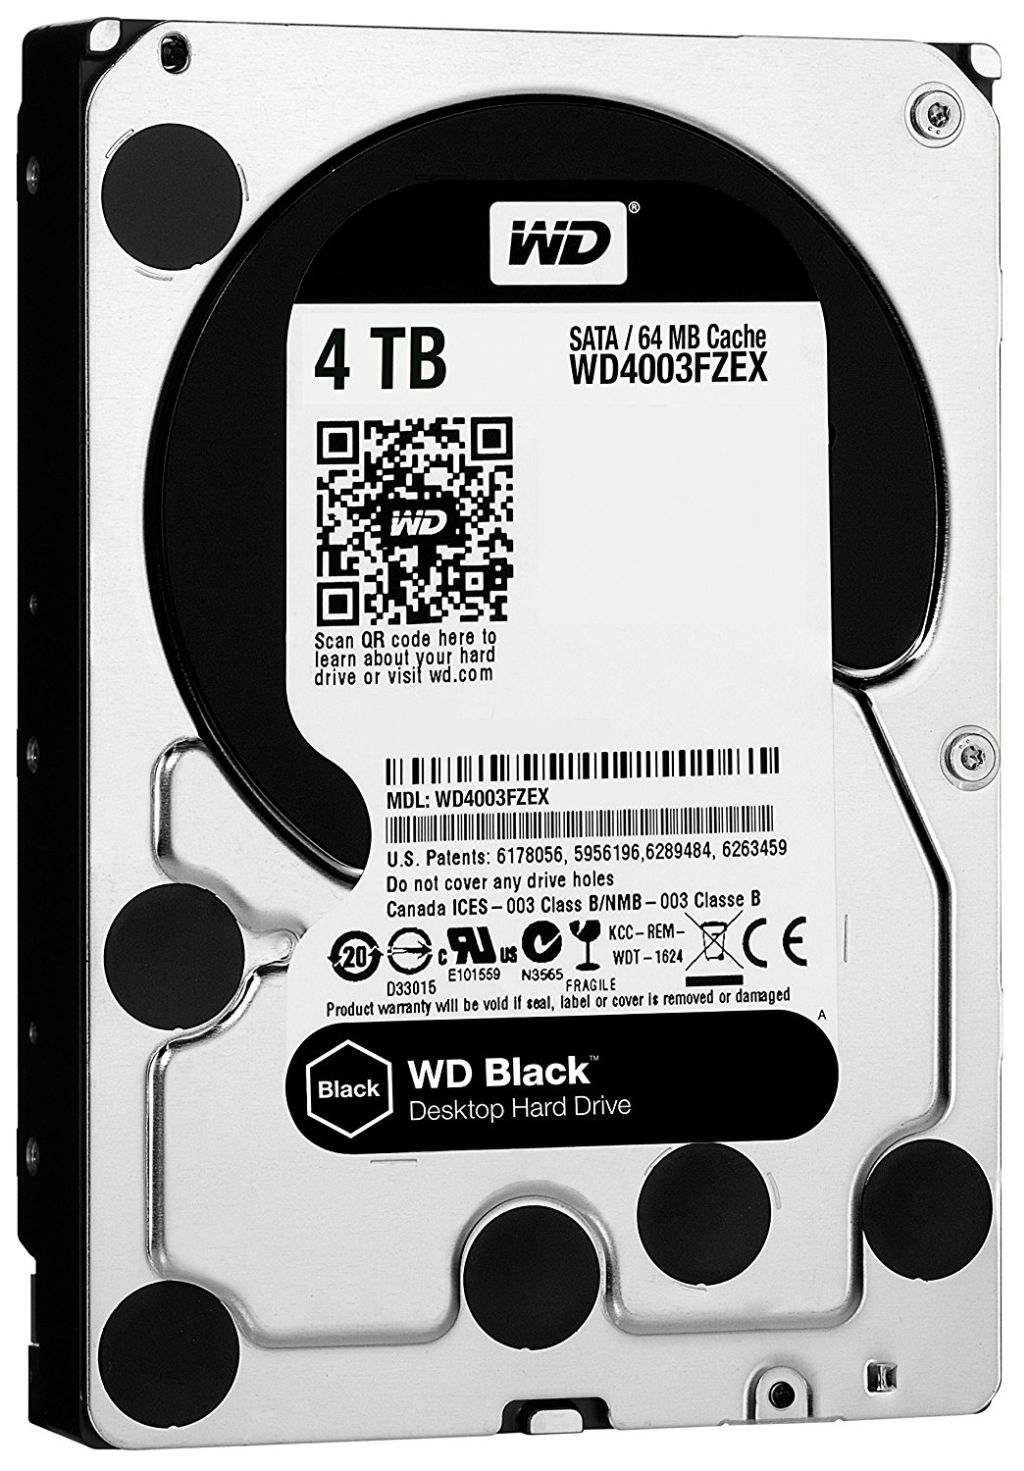 WD®
4 TB
SATA / 64 MB Cache
WD4003FZEX
WD
Scan QR code here to
learn about your hard
drive or visit wd.com
MDL: WD4003FZEX
U.S. Patents: 6178056, 5956196,6289484, 6263459
Do not cover any drive holes
Canada ICES – 003 Class B/NMB – 003 Classe B
20
D33015
c RU US
E101559
N3565
FRAGILE
KCC – REM –
WDT – 1624
CE
Product warranty will be void if seal, label or cover is removed or damaged
A
Black
WD Black™
Desktop Hard Drive